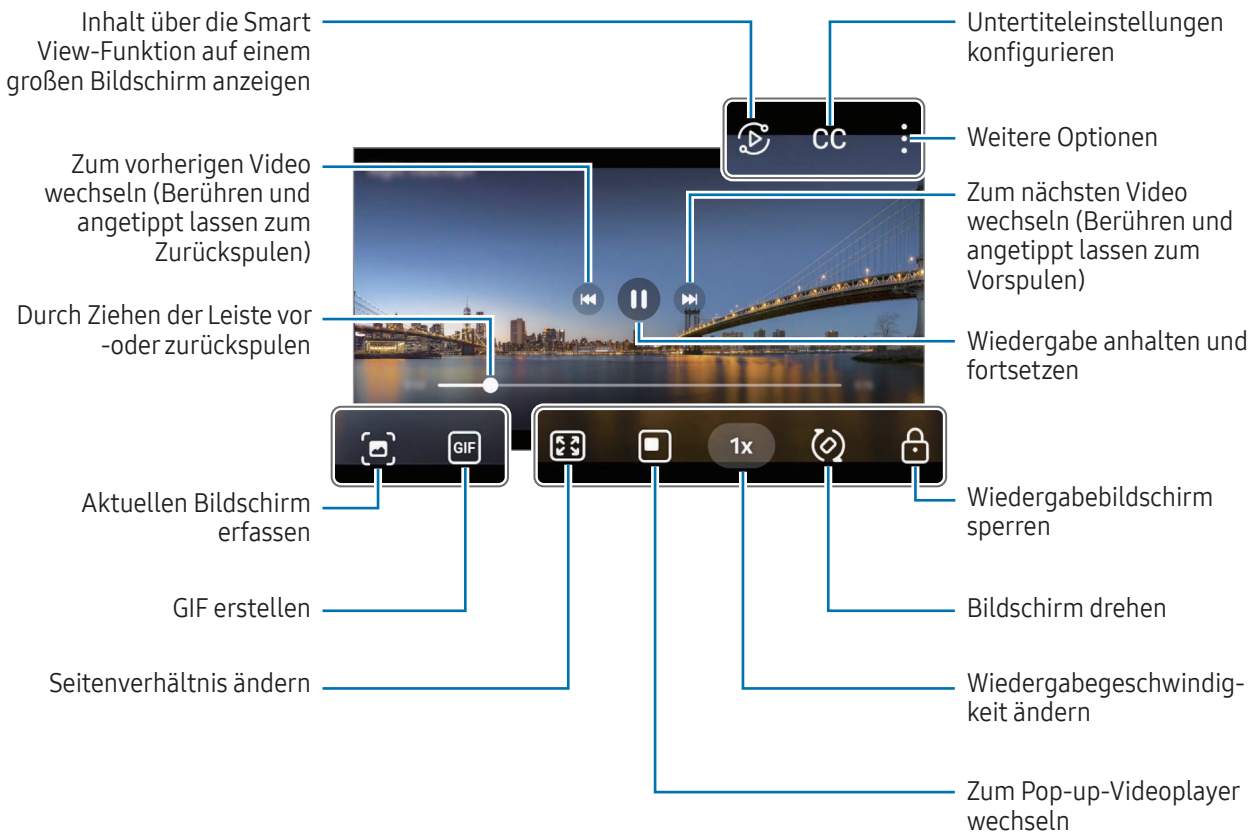 Inhalt über die Smart
View-Funktion auf einem
großen Bildschirm anzeigen
Zum vorherigen Video
wechseln (Berühren und
angetippt lassen zum
Zurückspulen)
Durch Ziehen der Leiste vor
-oder zurückspulen
Aktuellen Bildschirm
erfassen
GIF erstellen
Seitenverhältnis ändern
CC
GIF
1x
Untertiteleinstellungen
konfigurieren
Weitere Optionen
Zum nächsten Video
wechseln (Berühren und
angetippt lassen zum
Vorspulen)
Wiedergabe anhalten und
fortsetzen
Wiedergabebildschirm
sperren
Bildschirm drehen
Wiedergabegeschwindig-
keit ändern
Zum Pop-up-Videoplayer
wechseln